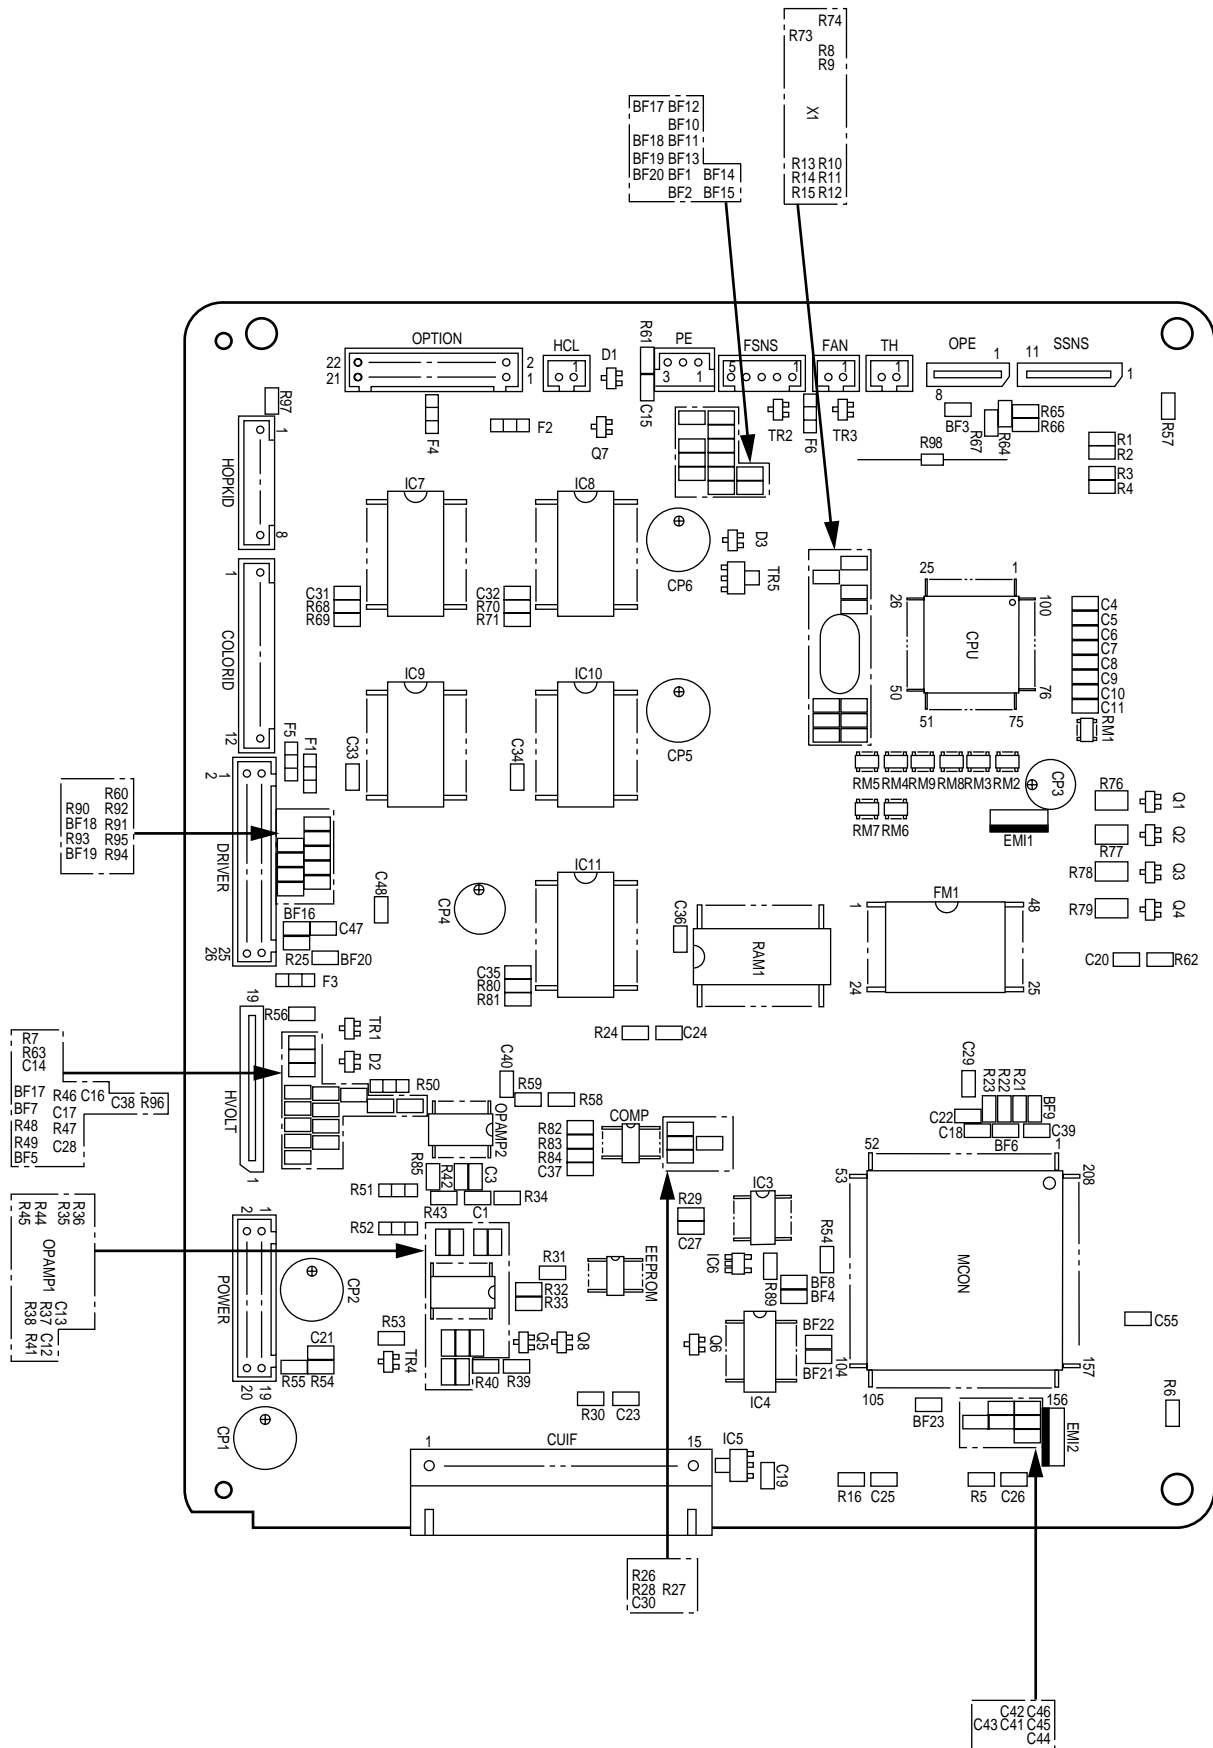 R74
R73
R8
R9
X1
R13 R10
R14 R11
R15 R12
BF17 BF12
BF10
BF18 BF11
BF19 BF13
BF20 BF1 BF14
BF2 BF15
OPTION
22
21
2
1
HCL
1
D1
R61
C15
PE
3 1
FSNS
5 1
FAN
1
TH
1
OPE
1
8
SSNS
11
1
R97
F4
F2
Q7
TR2
F6
TR3
BF3
R67
R64
R65
R66
R57
R98
R1
R2
R3
R4
HOPKID
1
8
IC7
IC8
CP6
D3
TR5
C31
R68
R69
C32
R70
R71
COLORID
1
12
25 1
26
100
CPU
50
76
51 75
C4
C5
C6
C7
C8
C9
C10
C11
RM1
IC9
IC10
CP5
C33
C34
F5
F1
RM5 RM4 RM9 RM8 RM3 RM2
RM7 RM6
CP3
EMI1
R76
Q1
R77
Q2
R78
Q3
R79
Q4
R60
R90 R92
BF18 R91
R93 R95
BF19 R94
DRIVER
1
2
25
26
C48
CP4
IC11
BF16
C47
R25
BF20
F3
C36
RAM1
FM1
1
48
24
25
C20
R62
C35
R80
R81
R24
C24
R56
19
HVOLT
1
TR1
D2
R50
R7
R63
C14
BF17 R46 C16 C38 R96
BF7 C17
R48 R47
R49 C28
BF5
C40
R59
R58
OPAMP2
R82
R83
R84
C37
COMP
C29
R23
R22
R21
BF9
C22
C18
BF6
C39
R85
R42
C3
R51
R43
C1
R34
R52
52 1
53
208
MCON
104
157
105 156
IC3
R29
C27
IC6
R89
R54
BF8
BF4
R45
R44
R35
R36
OPAMP1
R38
R37
C13
R41
C12
POWER
2
1
20
19
CP2
R31
R32
R33
EEPROM
R53
TR4
Q5
Q8
Q6
BF22
BF21
C55
C21
R55
R54
R40
R39
IC4
R30
C23
BF23
EMI2
R6
CP1
CUIF
1 15
IC5
C19
R16
C25
R5
C26
R26
R28 R27
C30
C42 C46
C43 C41 C45
C44